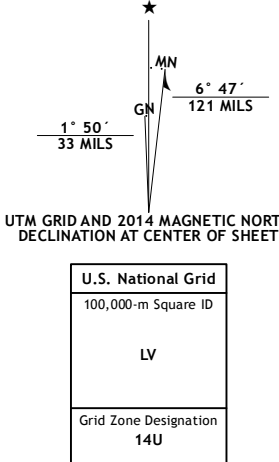 MN
GN
6° 47´
121 MILS
1° 50´
33 MILS
UTM GRID AND 2014 MAGNETIC NORT
DECLINATION AT CENTER OF SHEET
U.S. National Grid
100,000-m Square ID
LV
Grid Zone Designation
14U